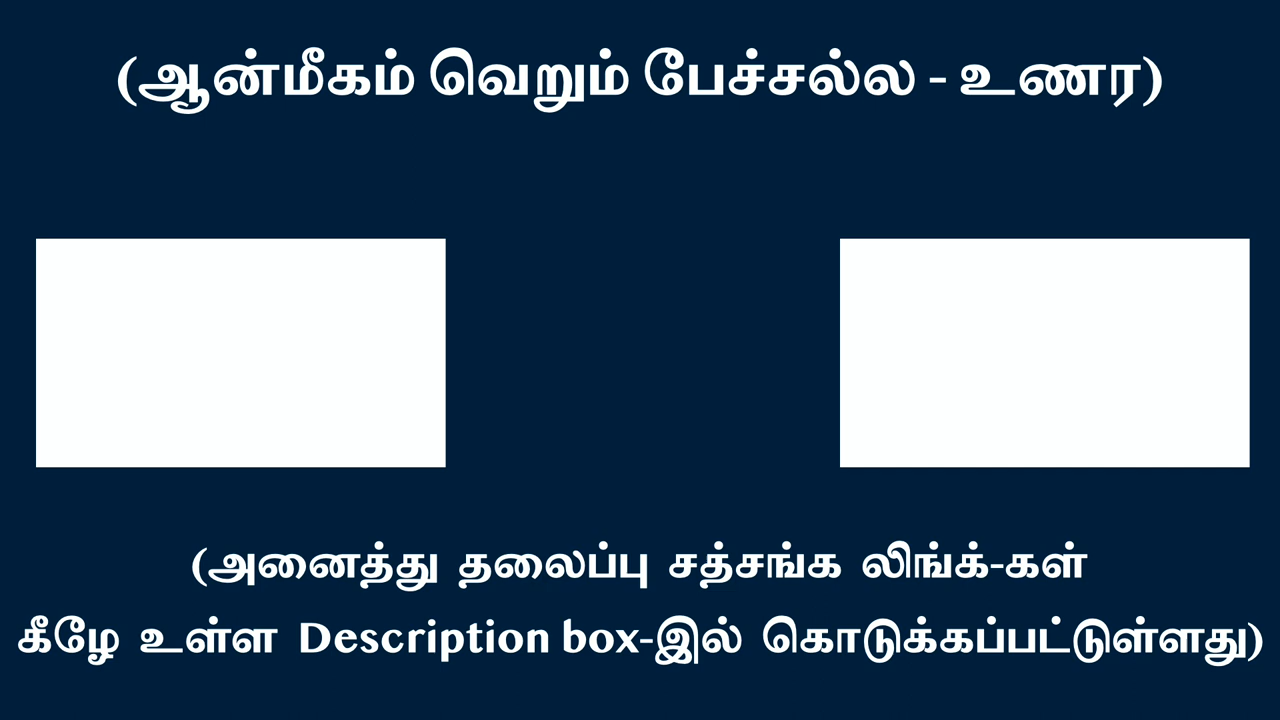 (ஆன்மீகம் வெறும் பேச்சல்ல - உணர)
(அனைத்து தலைப்பு சத்சங்க லிங்க்-கள்
கீழே உள்ள Description box-இல் கொடுக்கப்பட்டுள்ளது)